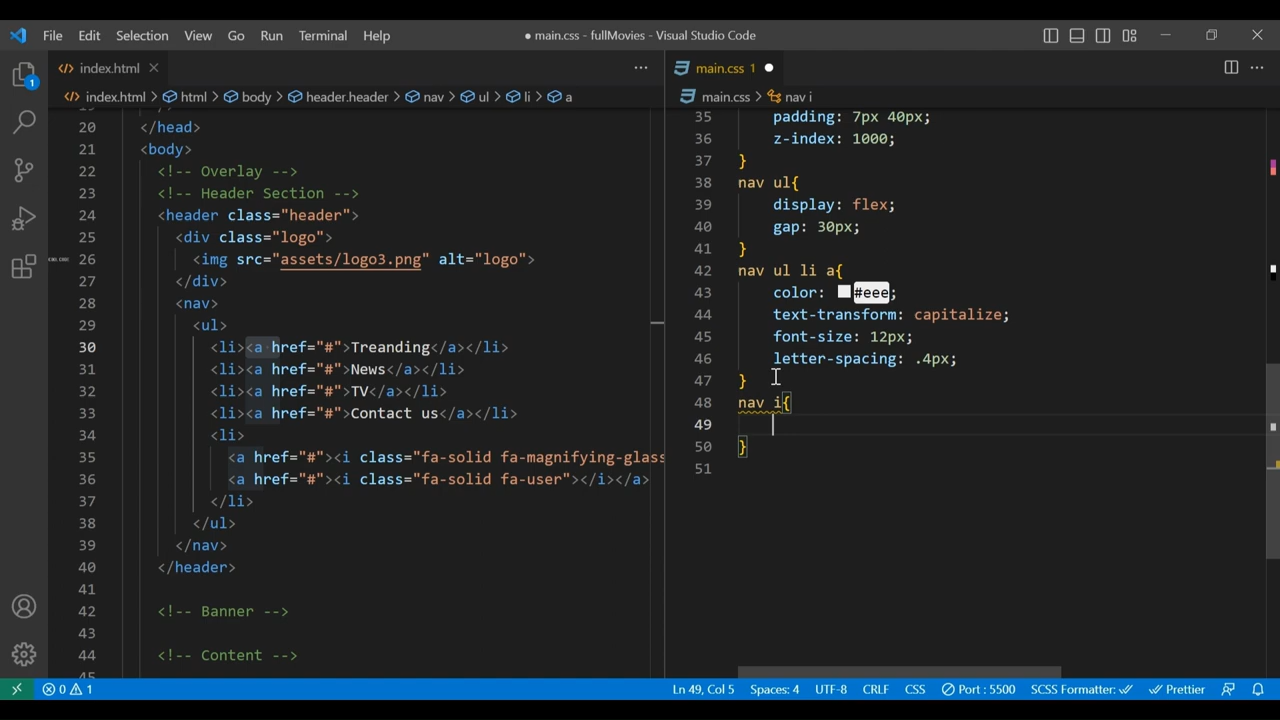 File Edit Selection View Go Run Terminal Help ● main.css - fullMovies - Visual Studio Code
1
index.html
index.html > html > body > header.header > nav > ul > li > a
20 </head>
21 <body>
22 <!-- Overlay -->
23 <!-- Header Section -->
24 <header class="header">
25 <div class="logo">
26 <img src="assets/logo3.png" alt="logo">
27 </div>
28 <nav>
29 <ul>
30 <li><a href="#">Treanding</a></li>
31 <li><a href="#">News</a></li>
32 <li><a href="#">TV</a></li>
33 <li><a href="#">Contact us</a></li>
34 <li>
35 <a href="#"><i class="fa-solid fa-magnifying-glass
36 <a href="#"><i class="fa-solid fa-user"></i></a>
37 </li>
38 </ul>
39 </nav>
40 </header>
41
42 <!-- Banner -->
43
44 <!-- Content -->
main.css 1
main.css > nav i
35 padding: 7px 40px;
36 z-index: 1000;
37 }
38 nav ul{
39 display: flex;
40 gap: 30px;
41 }
42 nav ul li a{
43 color: #eee;
44 text-transform: capitalize;
45 font-size: 12px;
46 letter-spacing: .4px;
47 }
48 nav i{
49
50 }
51
0 1 Ln 49, Col 5 Spaces: 4 UTF-8 CRLF CSS Port : 5500 SCSS Formatter: Prettier